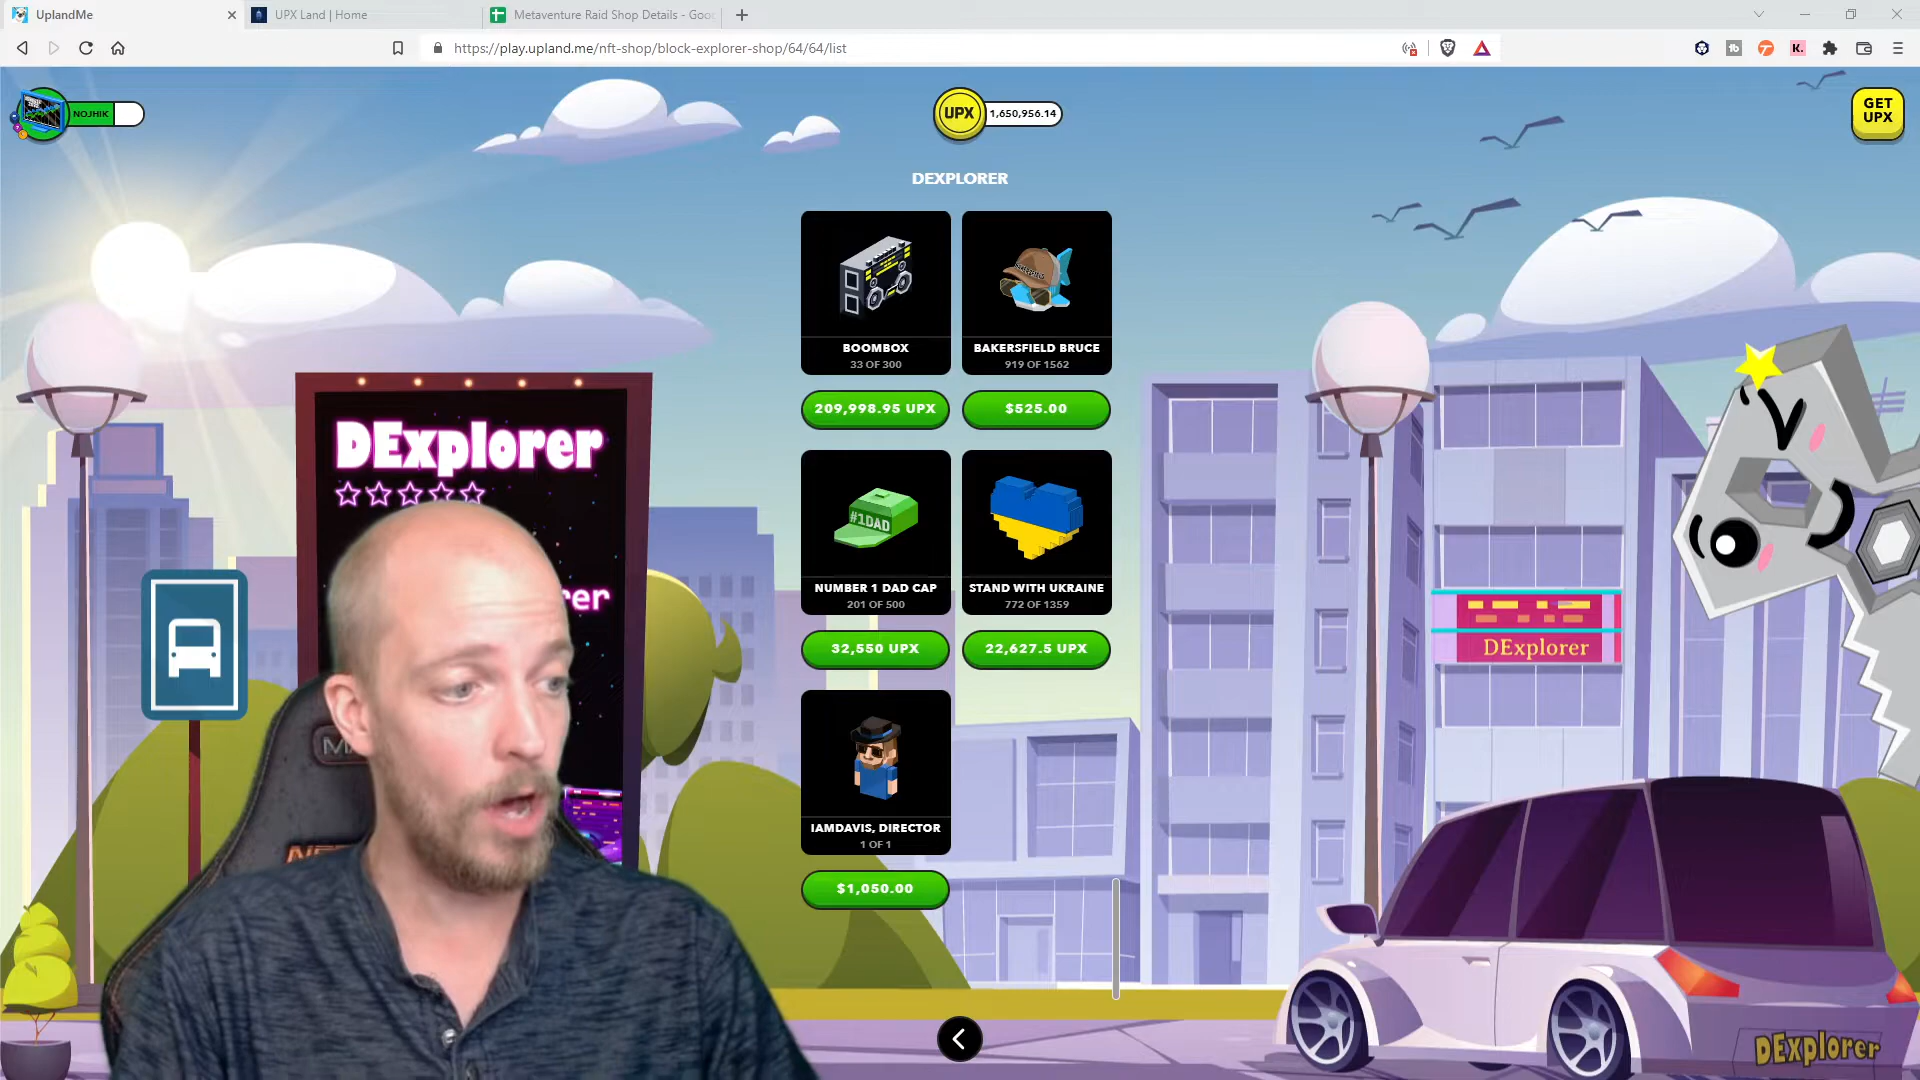 UplandMe
UPX Land | Home
Metaventure Raid Shop Details - Goo
https://play.upland.me/nft-shop/block-explorer-shop/64/64/list
NOJHIK
UPX
1,650,956.14
GET
UPX
DEXPLORER
BOOMBOX
33 OF 300
BAKERSFIELD BRUCE
919 OF 1562
209,998.95 UPX
$525.00
#1DAD
NUMBER 1 DAD CAP
201 OF 500
STAND WITH UKRAINE
772 OF 1359
32,550 UPX
22,627.5 UPX
IAMDAVIS, DIRECTOR
1 OF 1
$1,050.00
DExplorer
rer
DExplorer
DExplorer